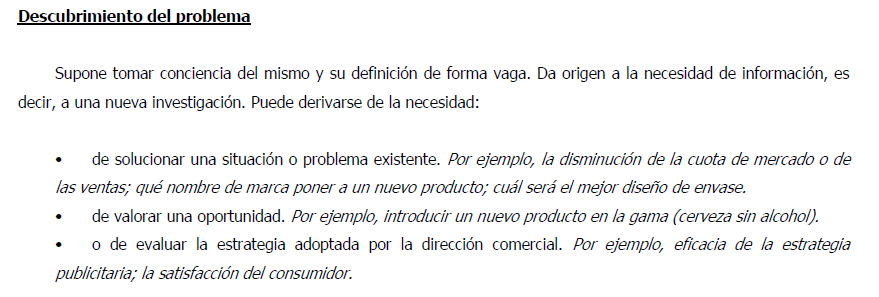 Descubrimiento del problema
Supone tomar conciencia del mismo y su definición de forma vaga. Da origen a la necesidad de información, es
decir, a una nueva investigación. Puede derivarse de la necesidad:
• de solucionar una situación o problema existente. Por ejemplo, la disminución de la cuota de mercado o de
las ventas; qué nombre de marca poner a un nuevo producto; cuál será el mejor diseño de envase.
• de valorar una oportunidad. Por ejemplo, introducir un nuevo producto en la gama (cerveza sin alcohol).
• o de evaluar la estrategia adoptada por la dirección comercial. Por ejemplo, eficacia de la estrategia
publicitaria; la satisfacción del consumidor.